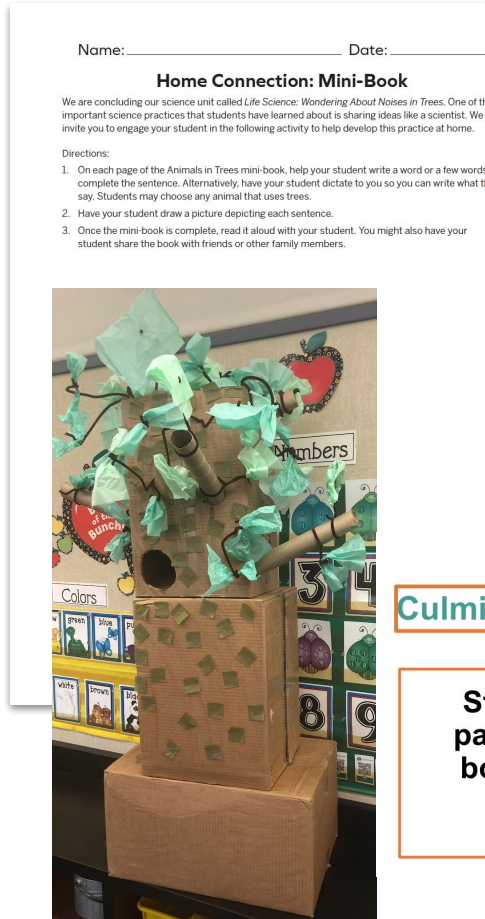 Name: Date:
Home Connection: Mini-Book
We are concluding our science unit called Life Science: Wondering About Noises in Trees. One of
important science practices that students have learned about is sharing ideas like a scientist. We
invite you to engage your student in the following activity to help develop this practice at home.
Directions:
1. On each page of the Animals in Trees mini-book, help your student write a word or a few words
complete the sentence. Alternatively, have your student dictate to you so you can write what
say. Students may choose any animal that uses trees.
2. Have your student draw a picture depicting each sentence.
3. Once the mini-book is complete, read it aloud with your student. You might also have your
student share the book with friends or other family members.
of the
Bunch
Colors
green blue
white brown
3 4
8 9
Culmi